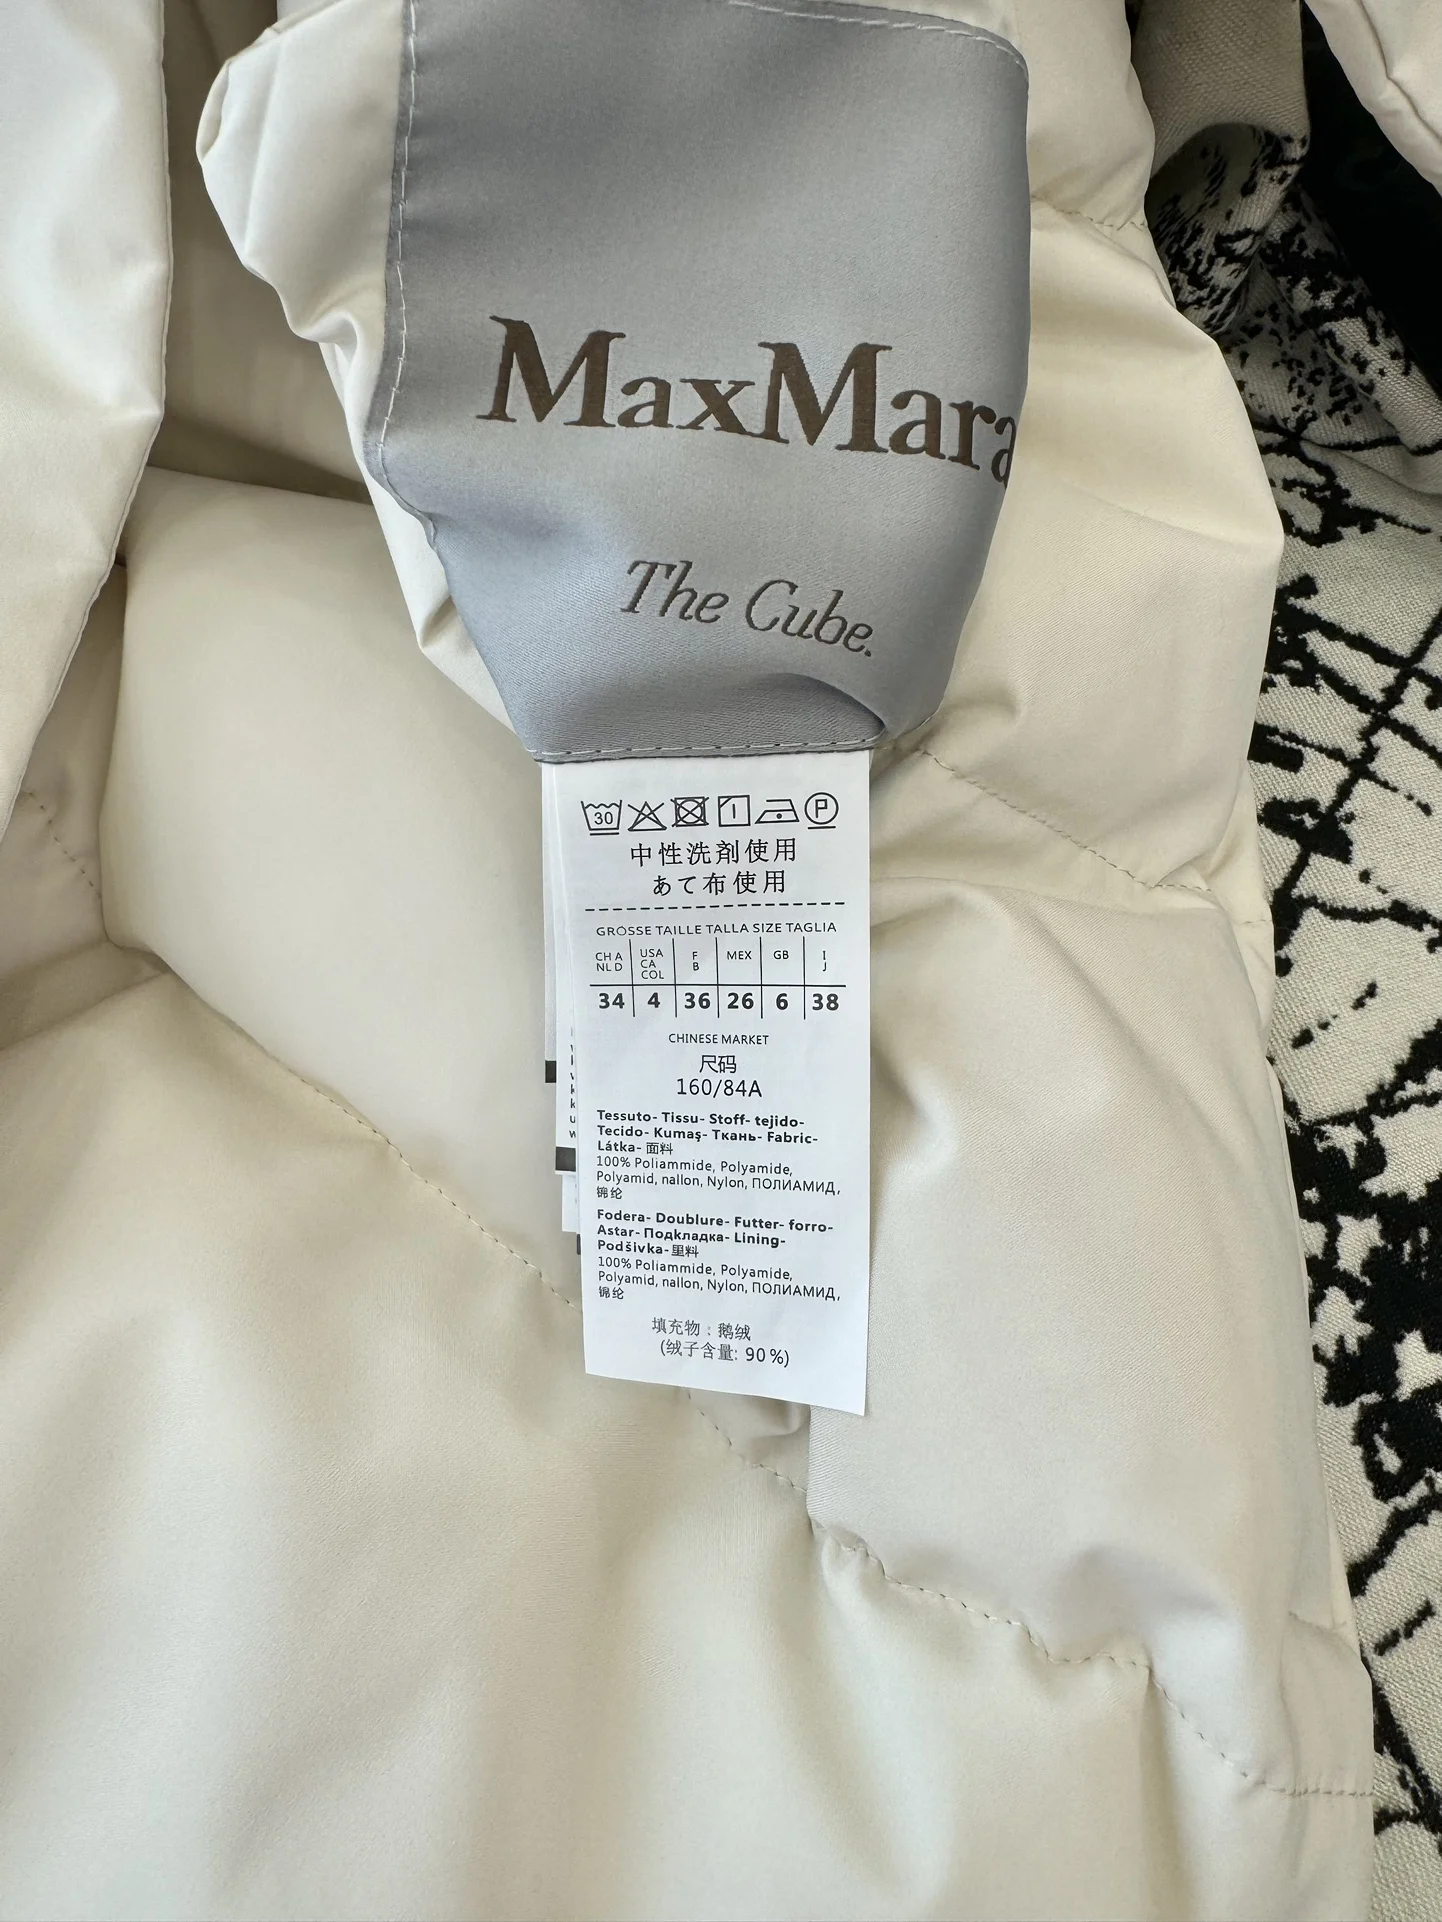 MaxMara
The Cube.
30 P
中性洗剤使用
あて布使用
GRÖSSE TAILLE TALLA SIZE TAGLIA
CH A USA F MEX GB I
NL D CA B J
COL
34 4 36 26 6 38
CHINESE MARKET
尺码
160/84A
Tessuto- Tissu- Stoff- tejido-
Tecido- Kumaş- Ткань- Fabric-
Látka- 面料
100% Poliammide, Polyamide,
Polyamid, nallon, Nylon, ПОЛИАМИД,
锦纶
Fodera- Doublure- Futter- forro-
Astar- Подкладка- Lining-
Podšivka- 里料
100% Poliammide, Polyamide,
Polyamid, nallon, Nylon, ПОЛИАМИД,
锦纶
填充物：鹅绒
(绒子含量: 90%)